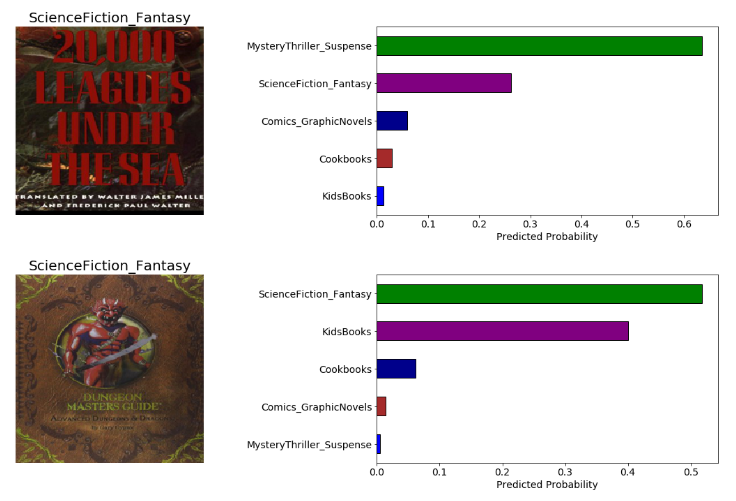 ScienceFiction_Fantasy
20,000
LEAGUES
UNDER
THE SEA
TRANSLATED BY WALTER JAMES MILLE
AND FREDERICK PAUL WALTER
MysteryThriller_Suspense
ScienceFiction_Fantasy
Comics_GraphicNovels
Cookbooks
KidsBooks
0.0 0.1 0.2 0.3 0.4 0.5 0.6
Predicted Probability
ScienceFiction_Fantasy
DUNGEON
MASTERS GUIDE
ScienceFiction_Fantasy
KidsBooks
Cookbooks
Comics_GraphicNovels
MysteryThriller_Suspense
0.0 0.1 0.2 0.3 0.4 0.5
Predicted Probability